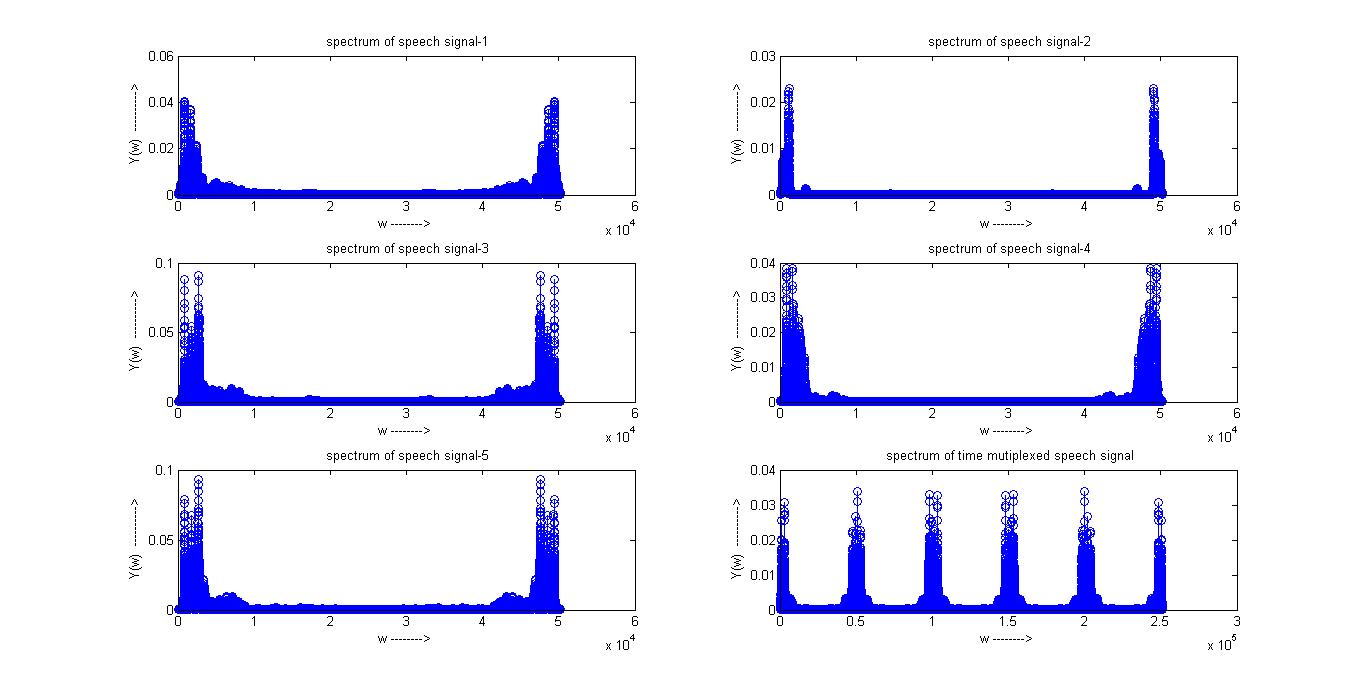 spectrum of speech signal-1
0.06
0.04
0.02
0
Y(w) -------->
0 1 2 3 4 5 6
x 10^4
w -------->
spectrum of speech signal-2
0.03
0.02
0.01
0
Y(w) -------->
0 1 2 3 4 5 6
x 10^4
w -------->
spectrum of speech signal-3
0.1
0.05
0
Y(w) -------->
0 1 2 3 4 5 6
x 10^4
w -------->
spectrum of speech signal-4
0.04
0.03
0.02
0.01
0
Y(w) -------->
0 1 2 3 4 5 6
x 10^4
w -------->
spectrum of speech signal-5
0.1
0.05
0
Y(w) -------->
0 1 2 3 4 5 6
x 10^4
w -------->
spectrum of time mutiplexed speech signal
0.04
0.03
0.02
0.01
0
Y(w) -------->
0 0.5 1 1.5 2 2.5 3
x 10^5
w -------->